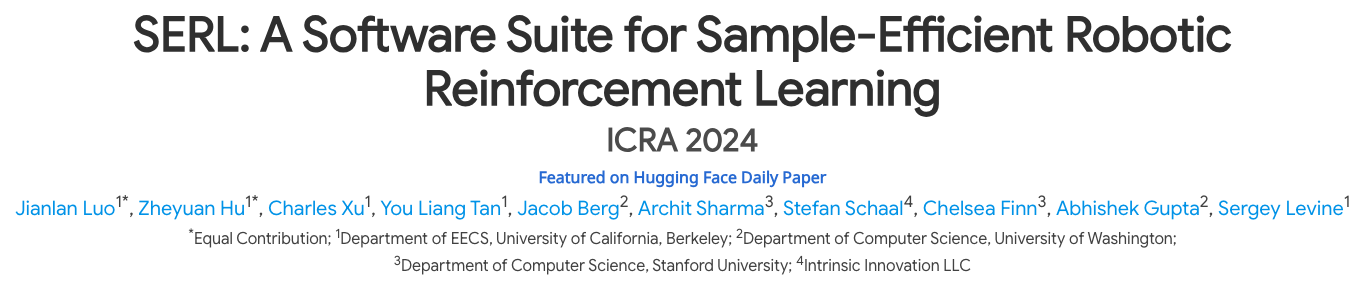 SERL: A Software Suite for Sample-Efficient Robotic
Reinforcement Learning
ICRA 2024
Featured on Hugging Face Daily Paper
Jianlan Luo1*, Zheyuan Hu1*, Charles Xu1, You Liang Tan1, Jacob Berg2, Archit Sharma3, Stefan Schaal4, Chelsea Finn3, Abhishek Gupta2, Sergey Levine1
*Equal Contribution; 1Department of EECS, University of California, Berkeley; 2Department of Computer Science, University of Washington;
3Department of Computer Science, Stanford University; 4Intrinsic Innovation LLC